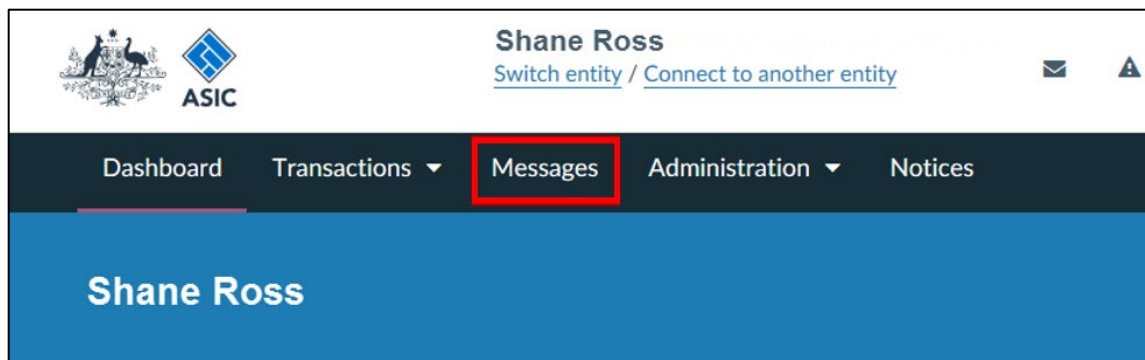 ASIC
Shane Ross
Switch entity / Connect to another entity
Dashboard Transactions Messages Administration Notices
Shane Ross